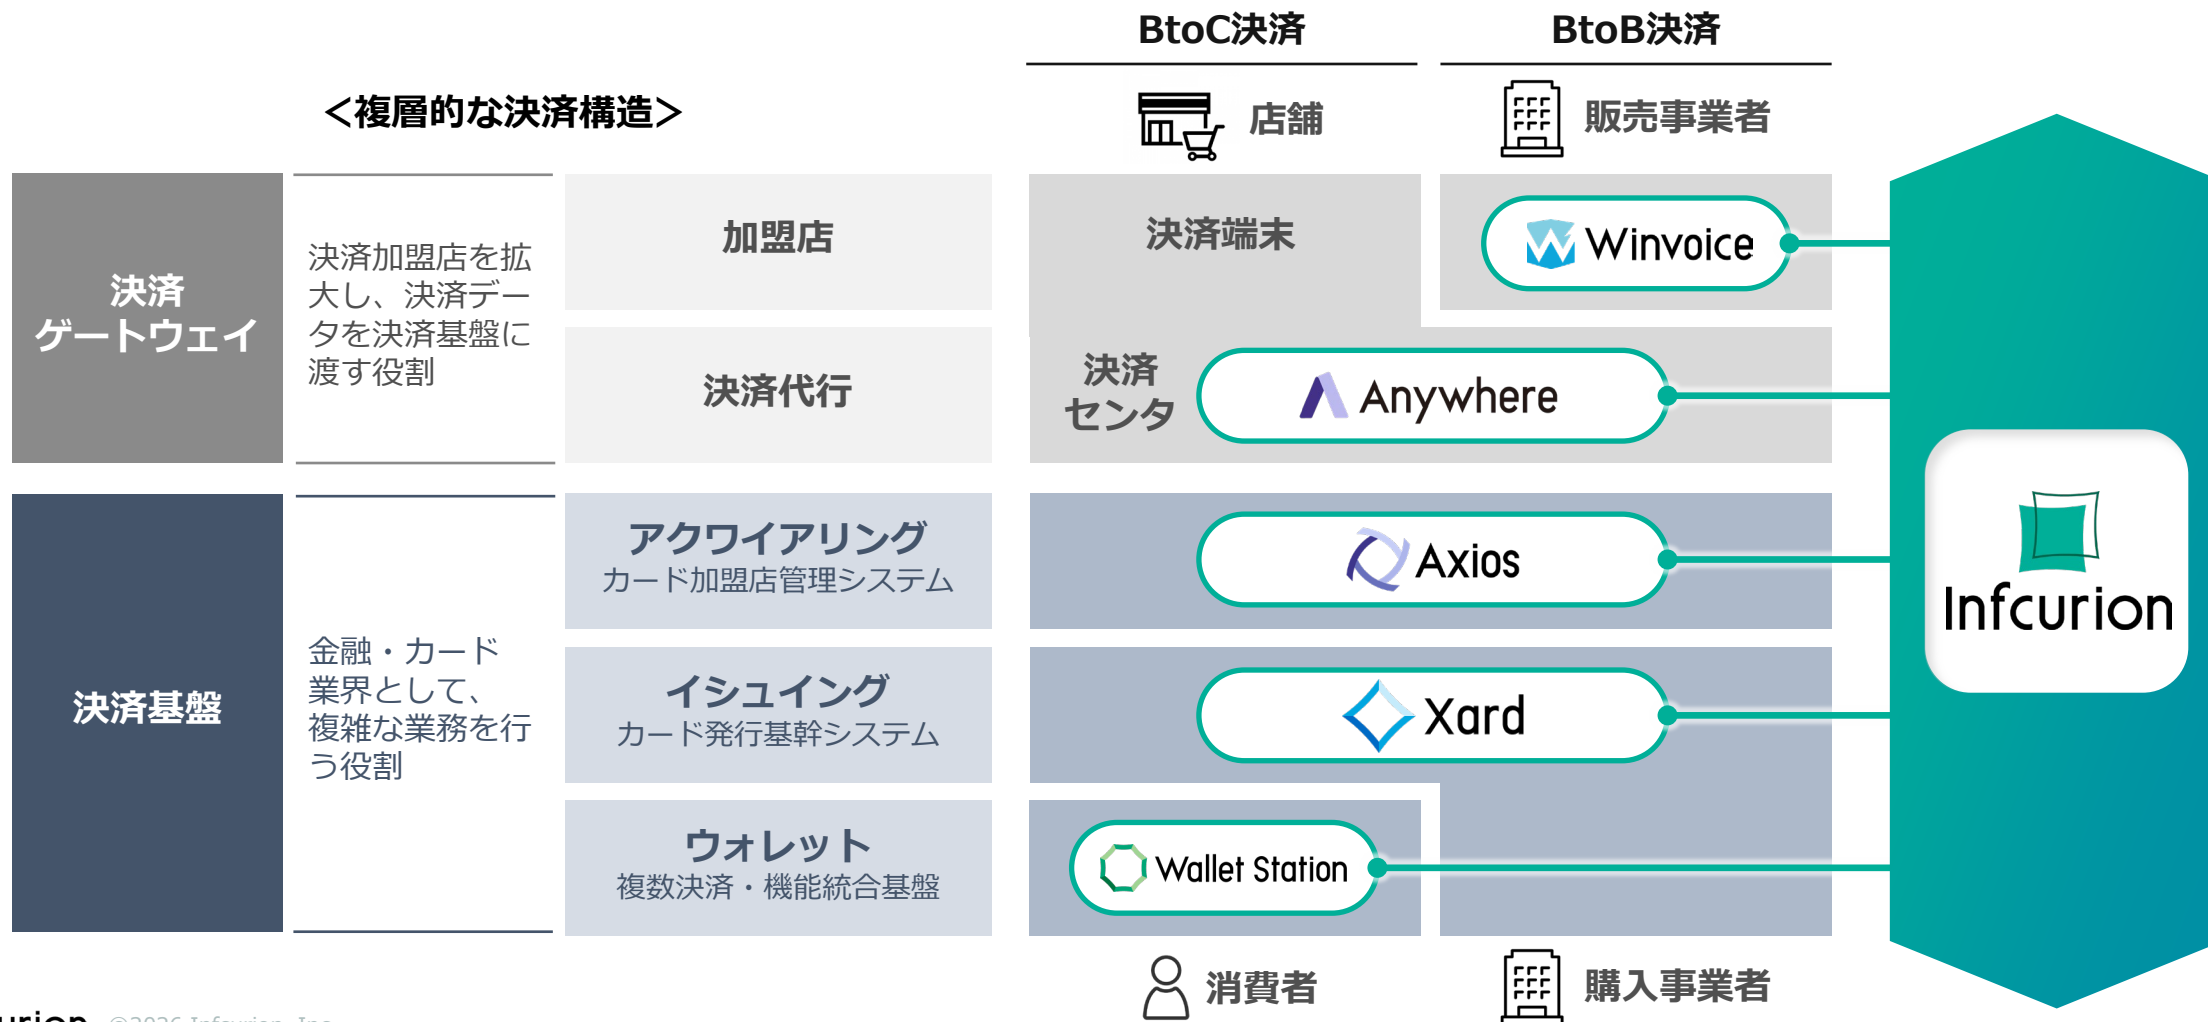 BtoC決済
BtoB決済
＜複層的な決済構造＞
店舗
販売事業者
決済
ゲートウェイ
決済加盟店を拡
大し、決済デー
タを決済基盤に
渡す役割
加盟店
決済端末
Winvoice
決済代行
決済
センタ
Anywhere
決済基盤
金融・カード
業界として、
複雑な業務を行
う役割
アクワイアリング
カード加盟店管理システム
Axios
イシュイング
カード発行基幹システム
Xard
ウォレット
複数決済・機能統合基盤
Wallet Station
Infcurion
消費者
購入事業者